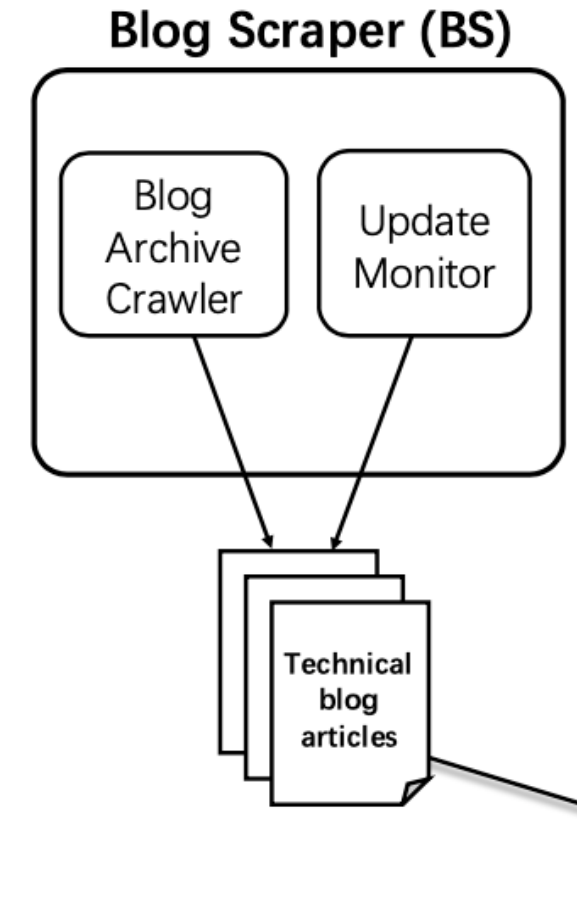 Blog Scraper (BS)
Blog
Archive
Crawler
Update
Monitor
Technical
blog
articles